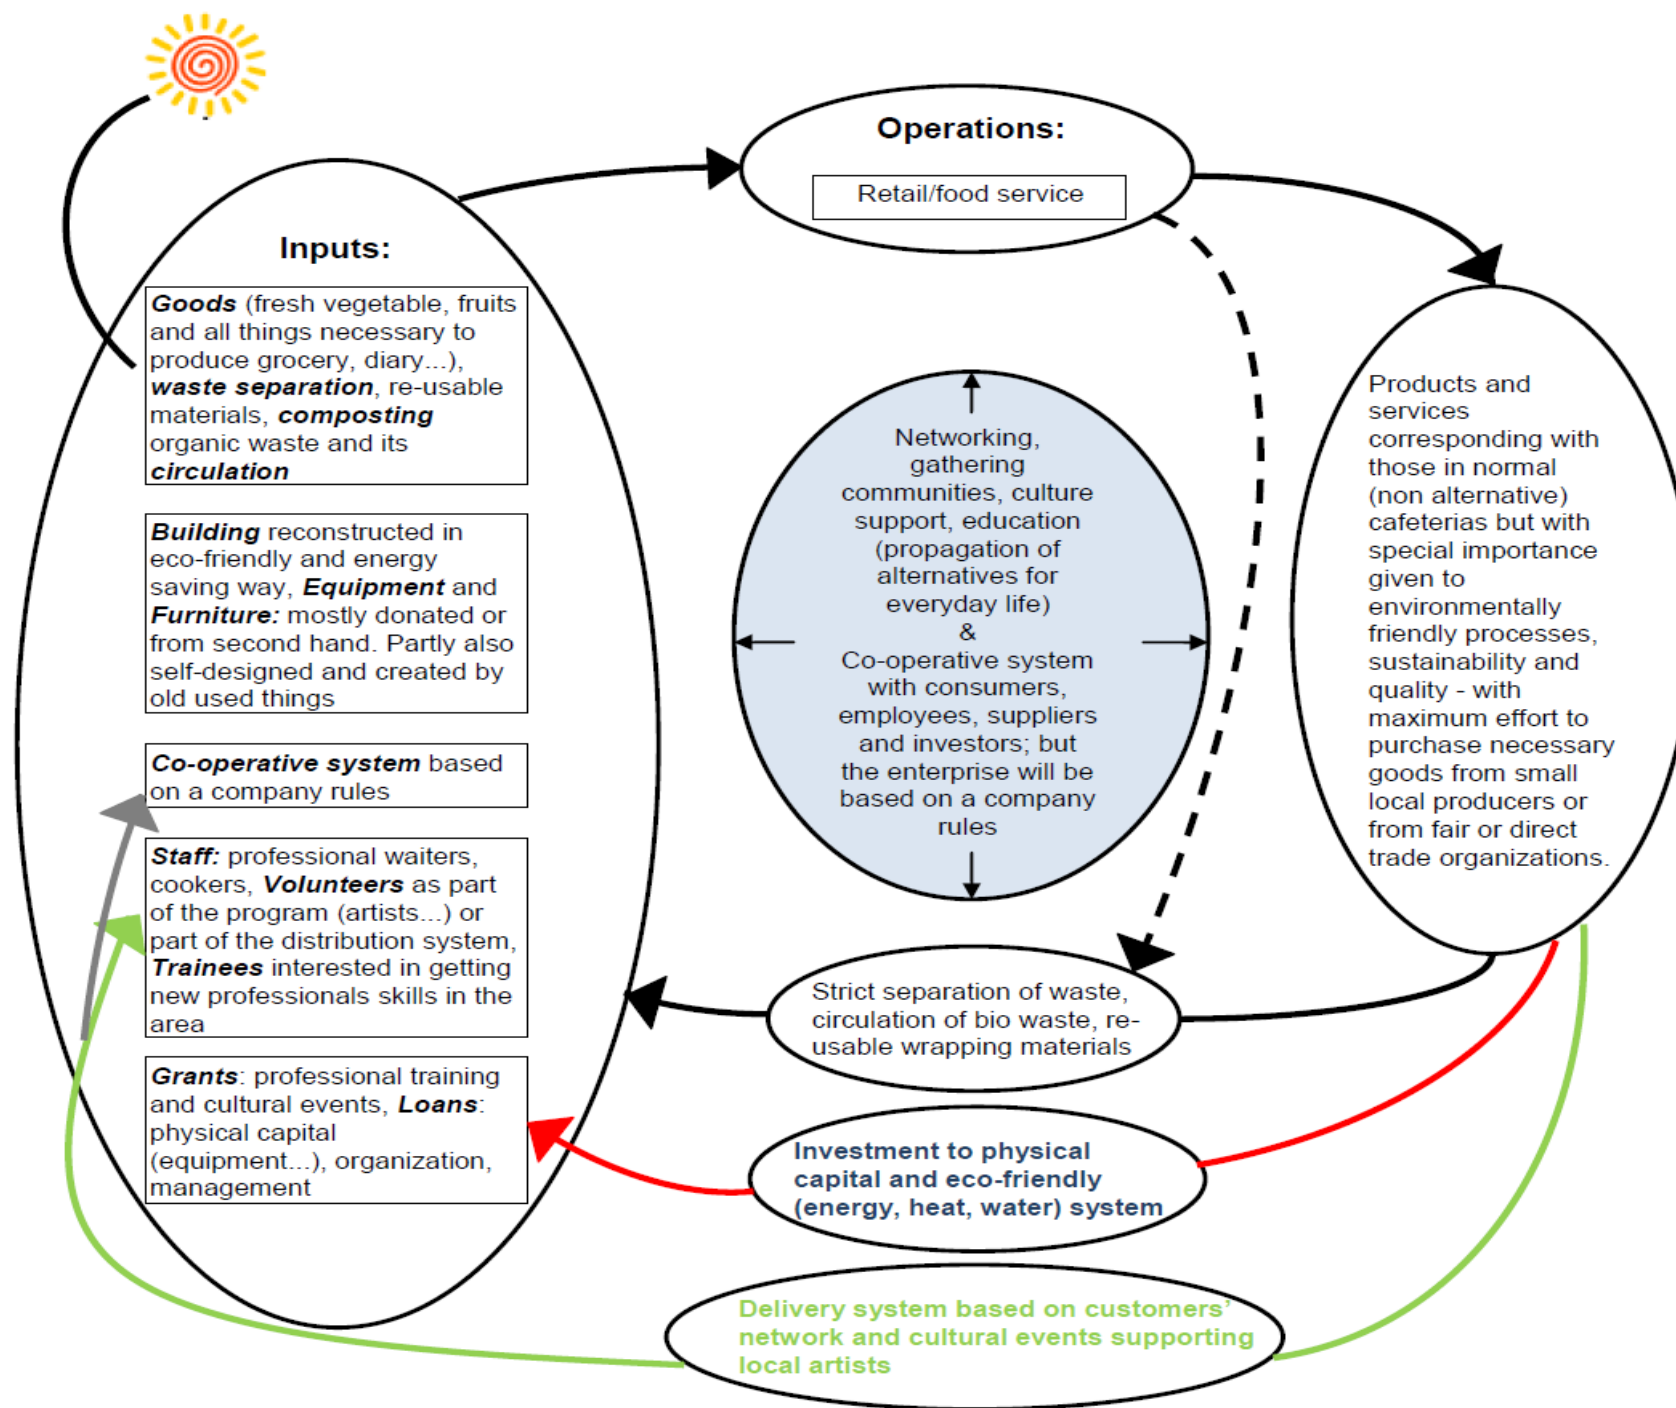 Operations:
Retail/food service
Inputs:
Goods (fresh vegetable, fruits
and all things necessary to
produce grocery, diary...),
waste separation, re-usable
materials, composting
organic waste and its
circulation
Building reconstructed in
eco-friendly and energy
saving way, Equipment and
Furniture: mostly donated or
from second hand. Partly also
self-designed and created by
old used things
Co-operative system based
on a company rules
Staff: professional waiters,
cookers, Volunteers as part
of the program (artists...) or
part of the distribution system,
Trainees interested in getting
new professionals skills in the
area
Grants: professional training
and cultural events, Loans:
physical capital
(equipment...), organization,
management
Networking,
gathering
communities, culture
support, education
(propagation of
alternatives for
everyday life)
&
Co-operative system
with consumers,
employees, suppliers
and investors; but
the enterprise will be
based on a company
rules
Products and
services
corresponding with
those in normal
(non alternative)
cafeterias but with
special importance
given to
environmentally
friendly processes,
sustainability and
quality - with
maximum effort to
purchase necessary
goods from small
local producers or
from fair or direct
trade organizations.
Strict separation of waste,
circulation of bio waste, re-
usable wrapping materials
Investment to physical
capital and eco-friendly
(energy, heat, water) system
Delivery system based on customers’
network and cultural events supporting
local artists